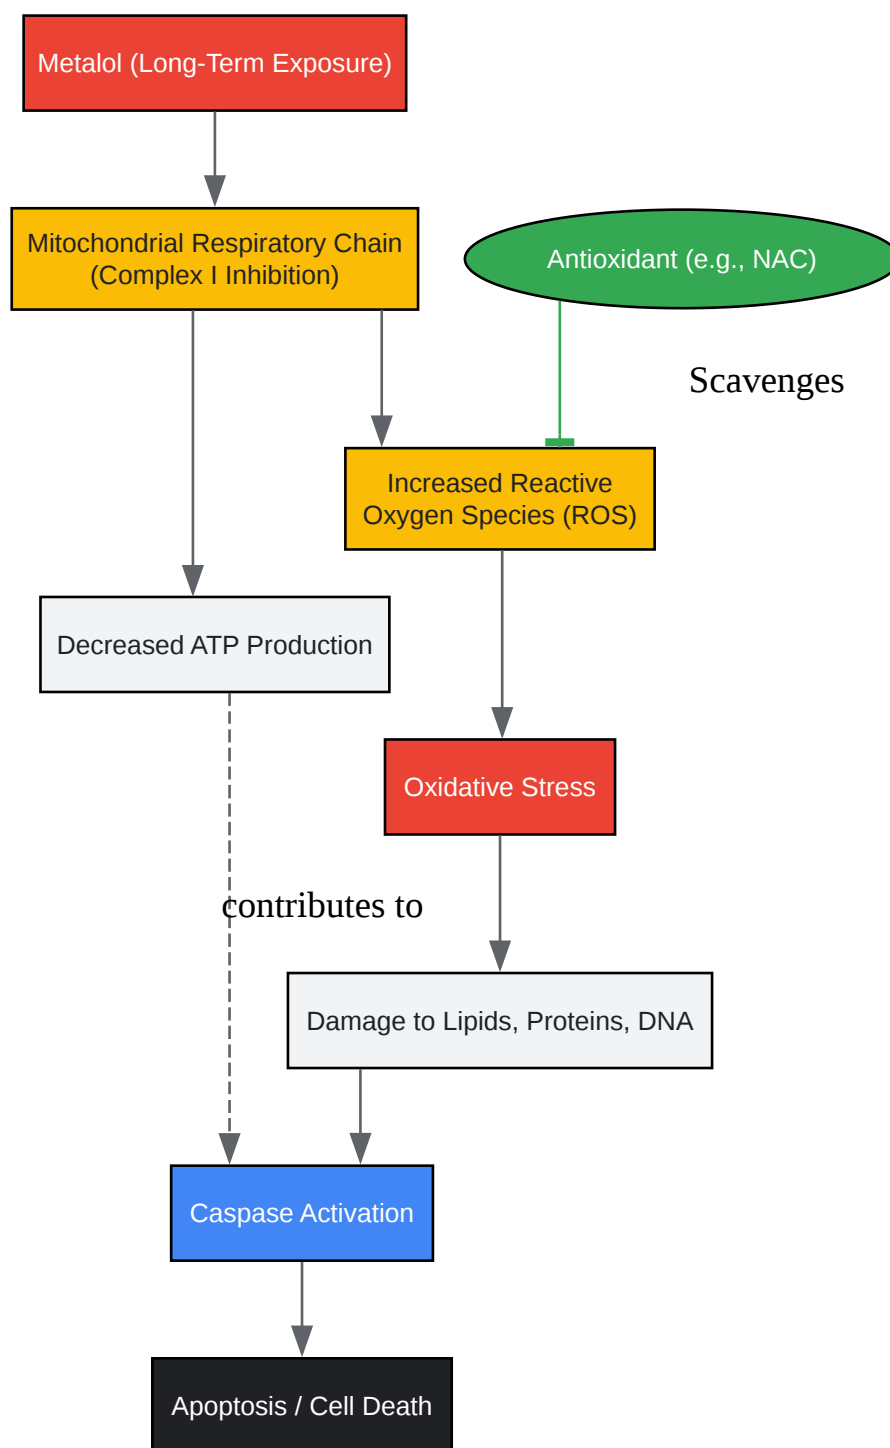 Metalol (Long-Term Exposure)
Mitochondrial Respiratory Chain
(Complex I Inhibition)
Antioxidant (e.g., NAC)
Scavenges
Increased Reactive
Oxygen Species (ROS)
Decreased ATP Production
Oxidative Stress
contributes to
Damage to Lipids, Proteins, DNA
Caspase Activation
Apoptosis / Cell Death